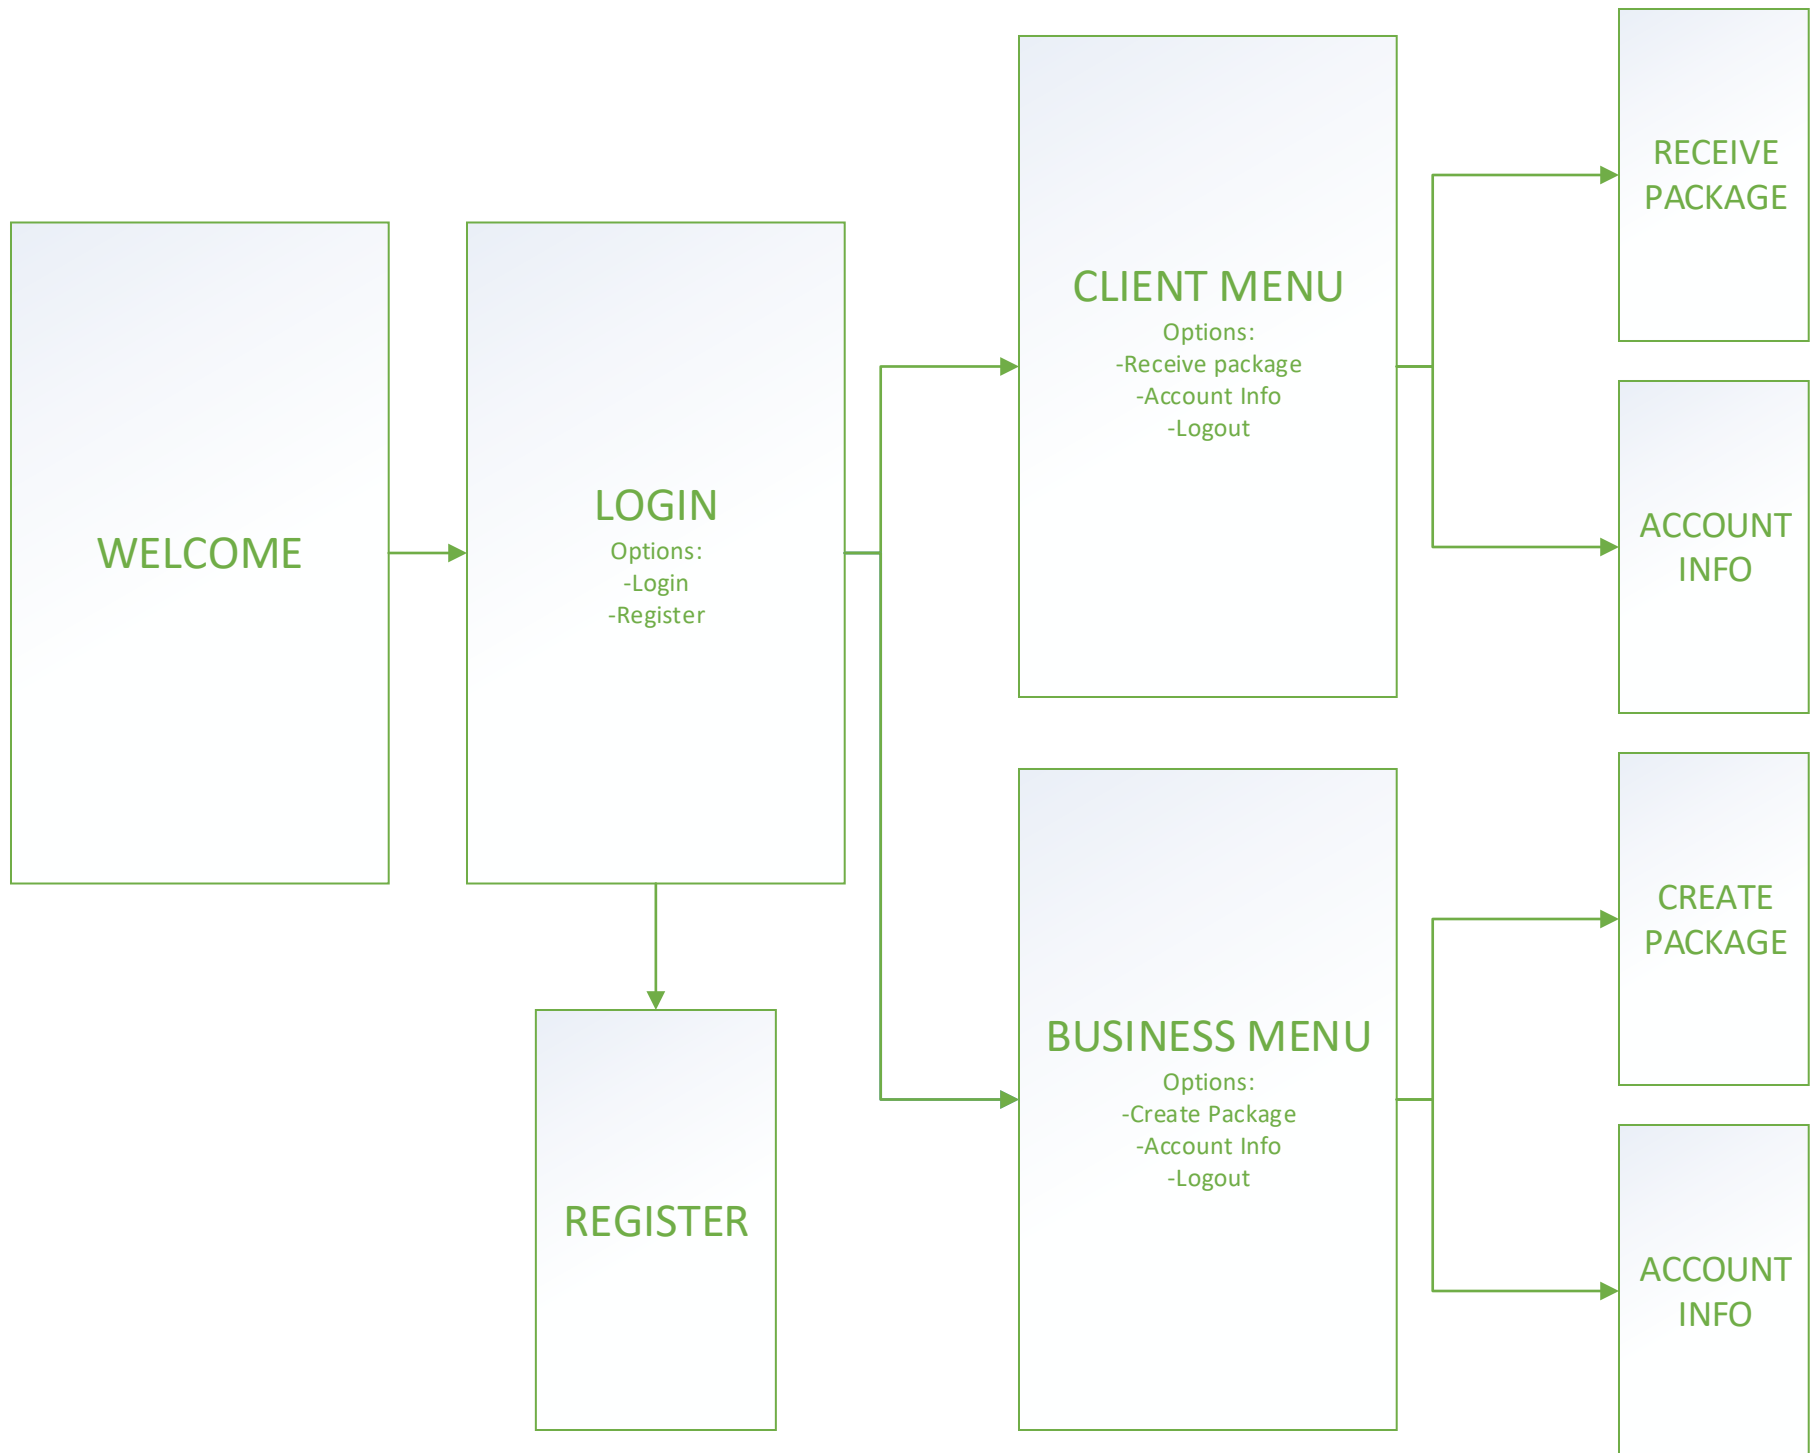 WELCOME
LOGIN
Options:
-Login
-Register
REGISTER
CLIENT MENU
Options:
-Receive package
-Account Info
-Logout
BUSINESS MENU
Options:
-Create Package
-Account Info
-Logout
RECEIVE
PACKAGE
ACCOUNT
INFO
CREATE
PACKAGE
ACCOUNT
INFO